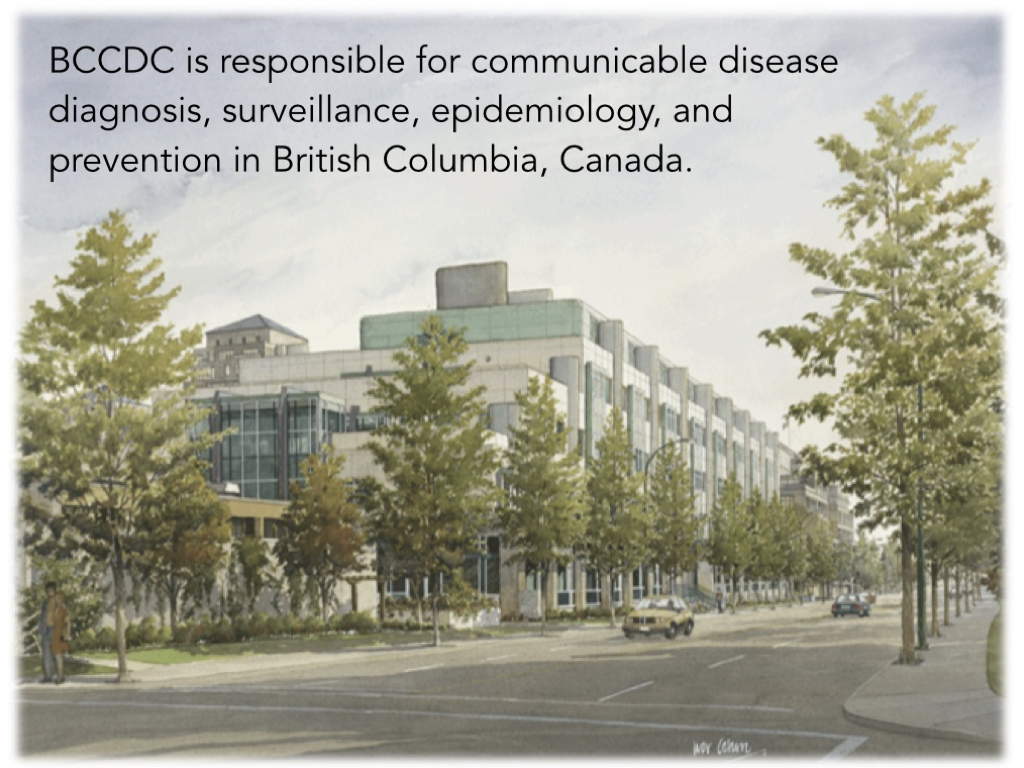 BCCDC is responsible for communicable disease
diagnosis, surveillance, epidemiology, and
prevention in British Columbia, Canada.